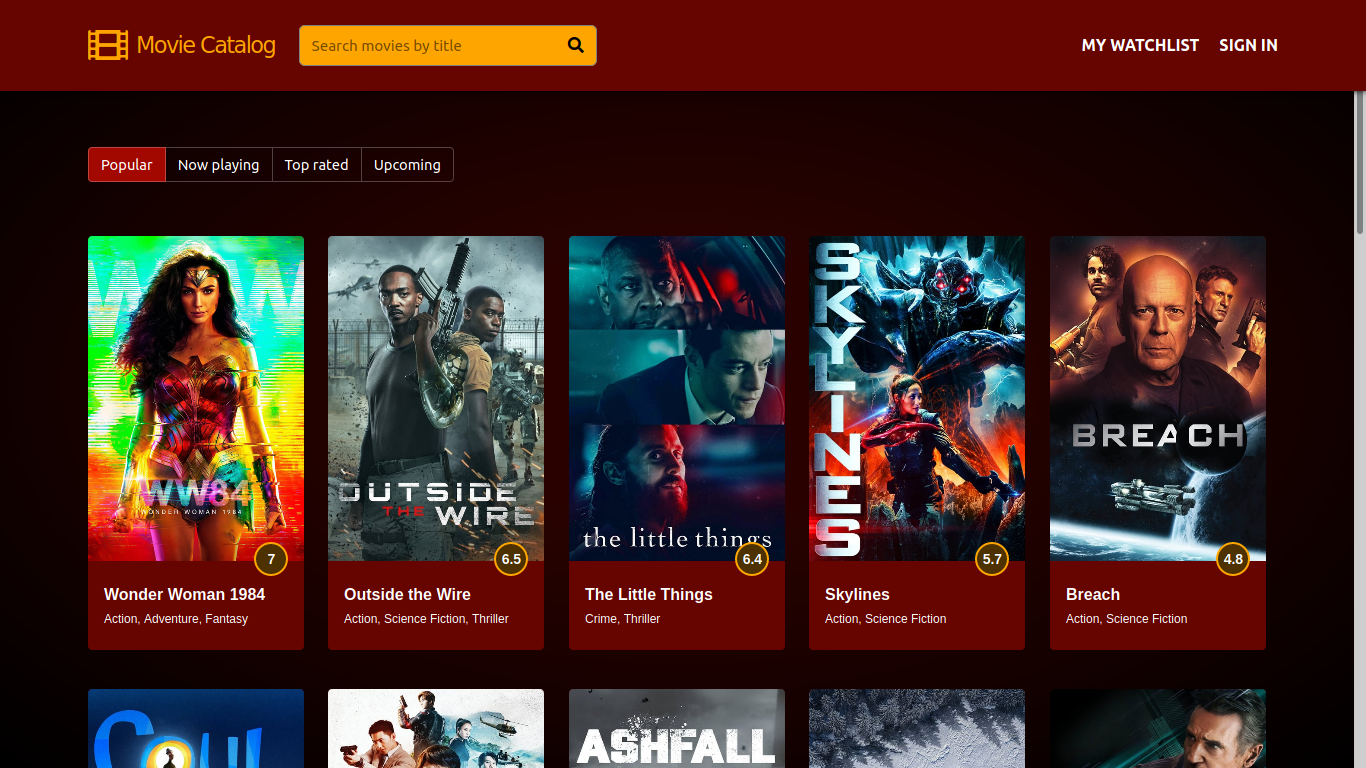 Movie Catalog
Search movies by title
MY WATCHLIST
SIGN IN
Popular
Now playing
Top rated
Upcoming
WW84
WONDER WOMAN 1984
7
Wonder Woman 1984
Action, Adventure, Fantasy
OUTSIDE
THE WIRE
6.5
Outside the Wire
Action, Science Fiction, Thriller
the little things
6.4
The Little Things
Crime, Thriller
SKYLINES
5.7
Skylines
Action, Science Fiction
BREACH
4.8
Breach
Action, Science Fiction
ASHFALL